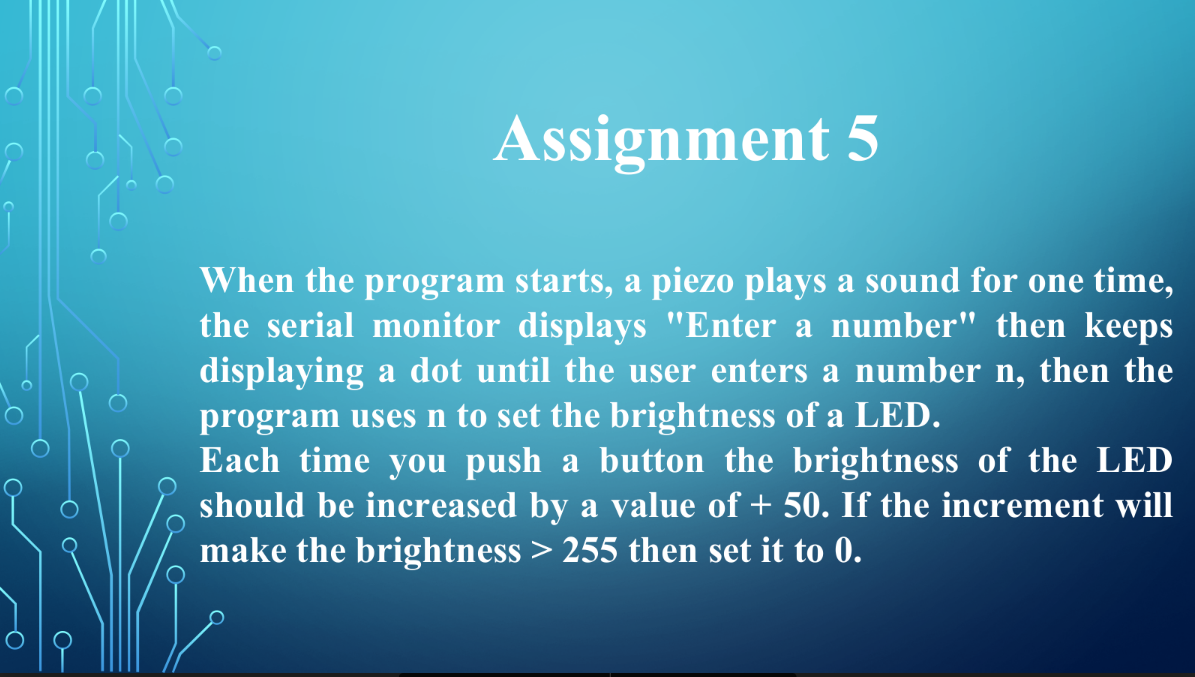 Assignment 5
When the program starts, a piezo plays a sound for one time,
the serial monitor displays "Enter a number" then keeps
displaying a dot until the user enters a number n, then the
program uses n to set the brightness of a LED.
Each time you push a button the brightness of the LED
should be increased by a value of + 50. If the increment will
make the brightness > 255 then set it to 0.